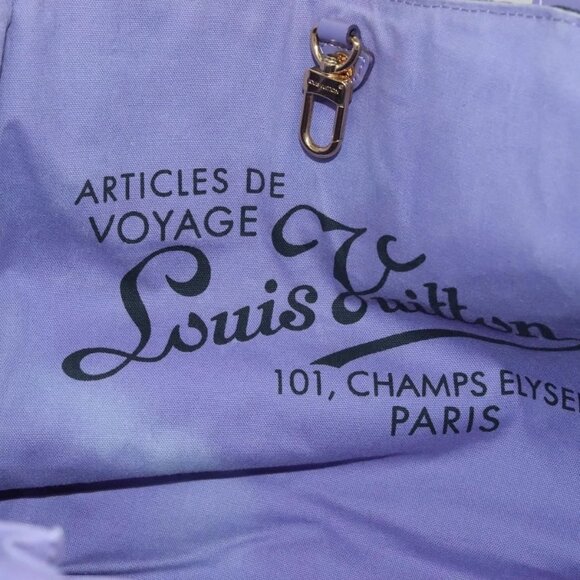 ARTICLES DE
VOYAGE
Louis Vuitton
101, CHAMPS ELYSE
PARIS